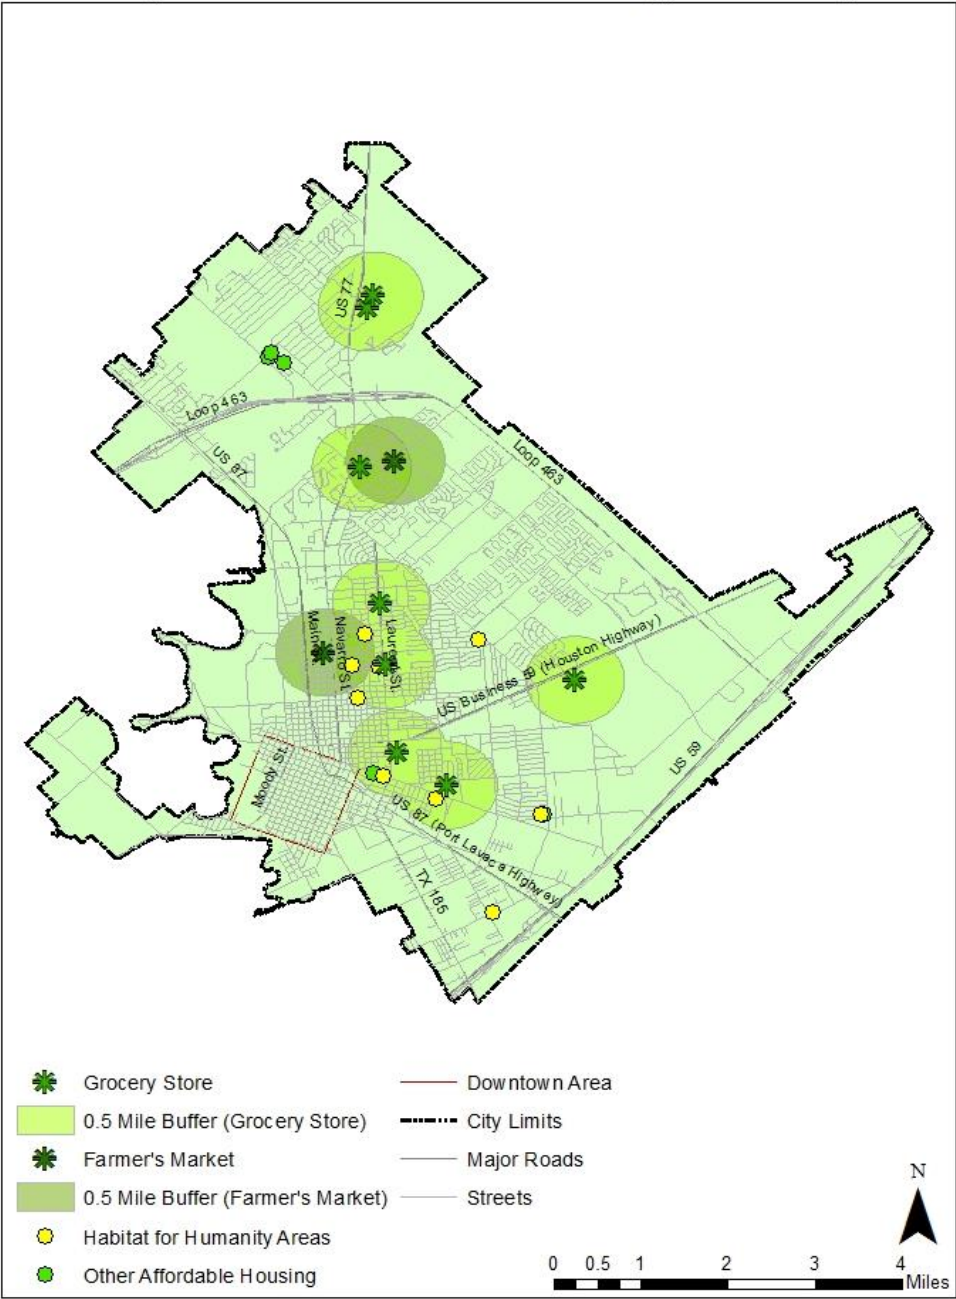 US 77
Loop 463
US 87
Loop 463
Main
Navarro St.
Laurent St.
US Business 59 (Houston Highway)
US 59
Moody St.
US 87 (Port Lavaca Highway)
TX 185
Grocery Store
0.5 Mile Buffer (Grocery Store)
Farmer's Market
0.5 Mile Buffer (Farmer's Market)
Habitat for Humanity Areas
Other Affordable Housing
Downtown Area
City Limits
Major Roads
Streets
N
0 0.5 1 2 3 4
Miles